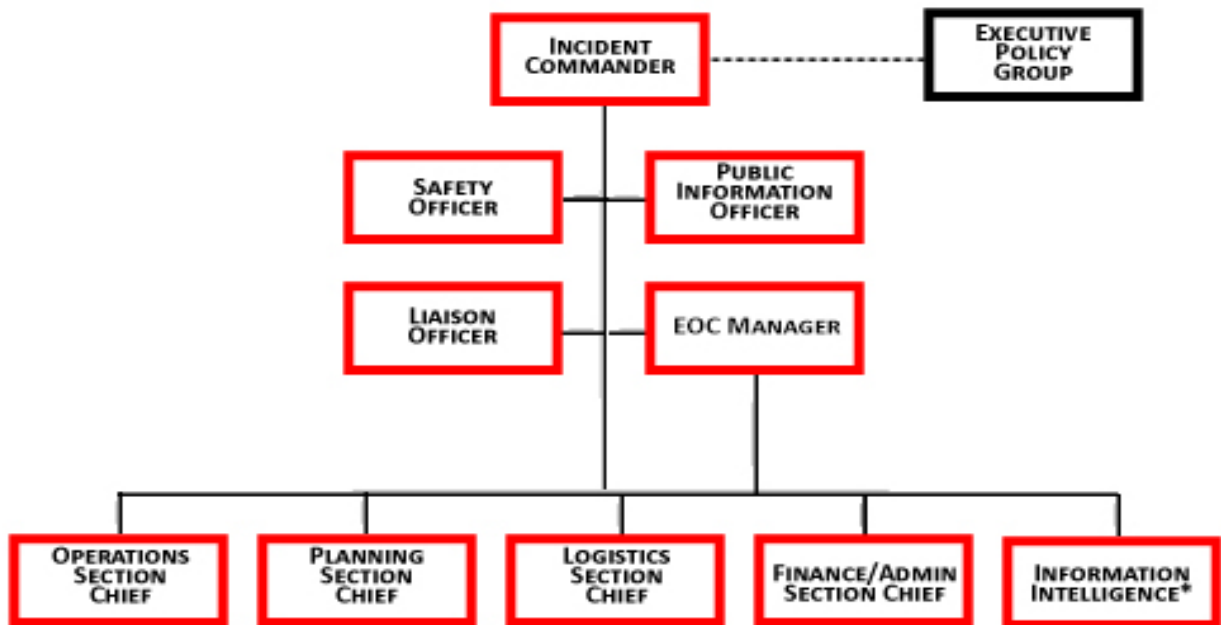 INCIDENT
COMMANDER
EXECUTIVE
POLICY
GROUP
SAFETY
OFFICER
PUBLIC
INFORMATION
OFFICER
LIAISON
OFFICER
EOC MANAGER
OPERATIONS
SECTION
CHIEF
PLANNING
SECTION
CHIEF
LOGISTICS
SECTION
CHIEF
FINANCE/ADMIN
SECTION CHIEF
INFORMATION
INTELLIGENCE*